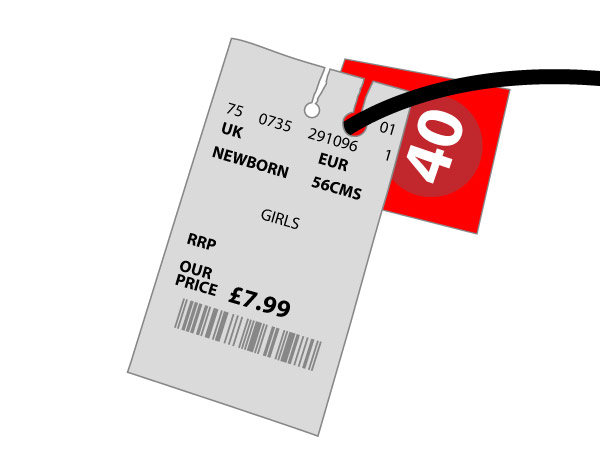 75 0735 291096 01
UK EUR 1
NEWBORN 56CMS
GIRLS
RRP
OUR
PRICE £7.99
40